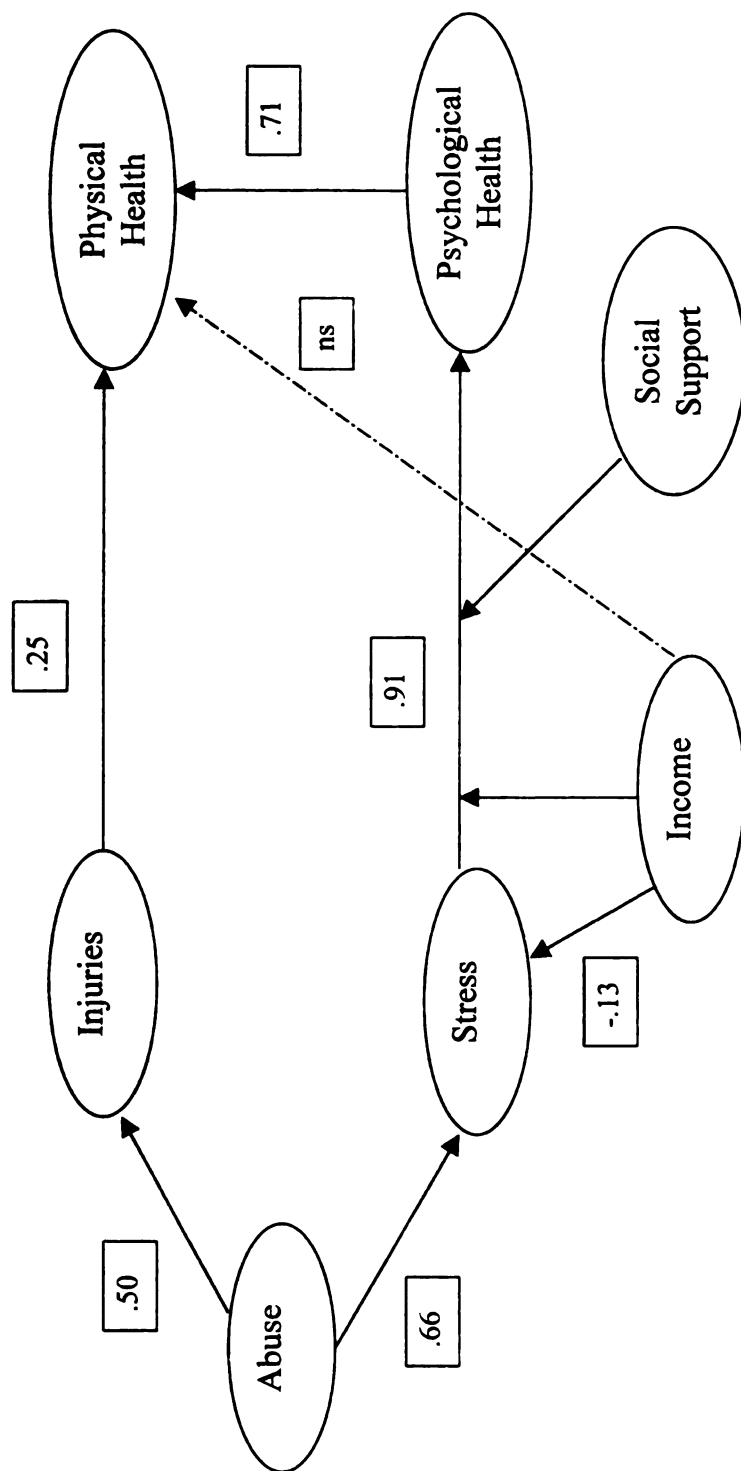 Abuse
.50
.66
Injuries
Stress
-.13
Income
.25
.91
Social
Support
ns
Physical
Health
.71
Psychological
Health